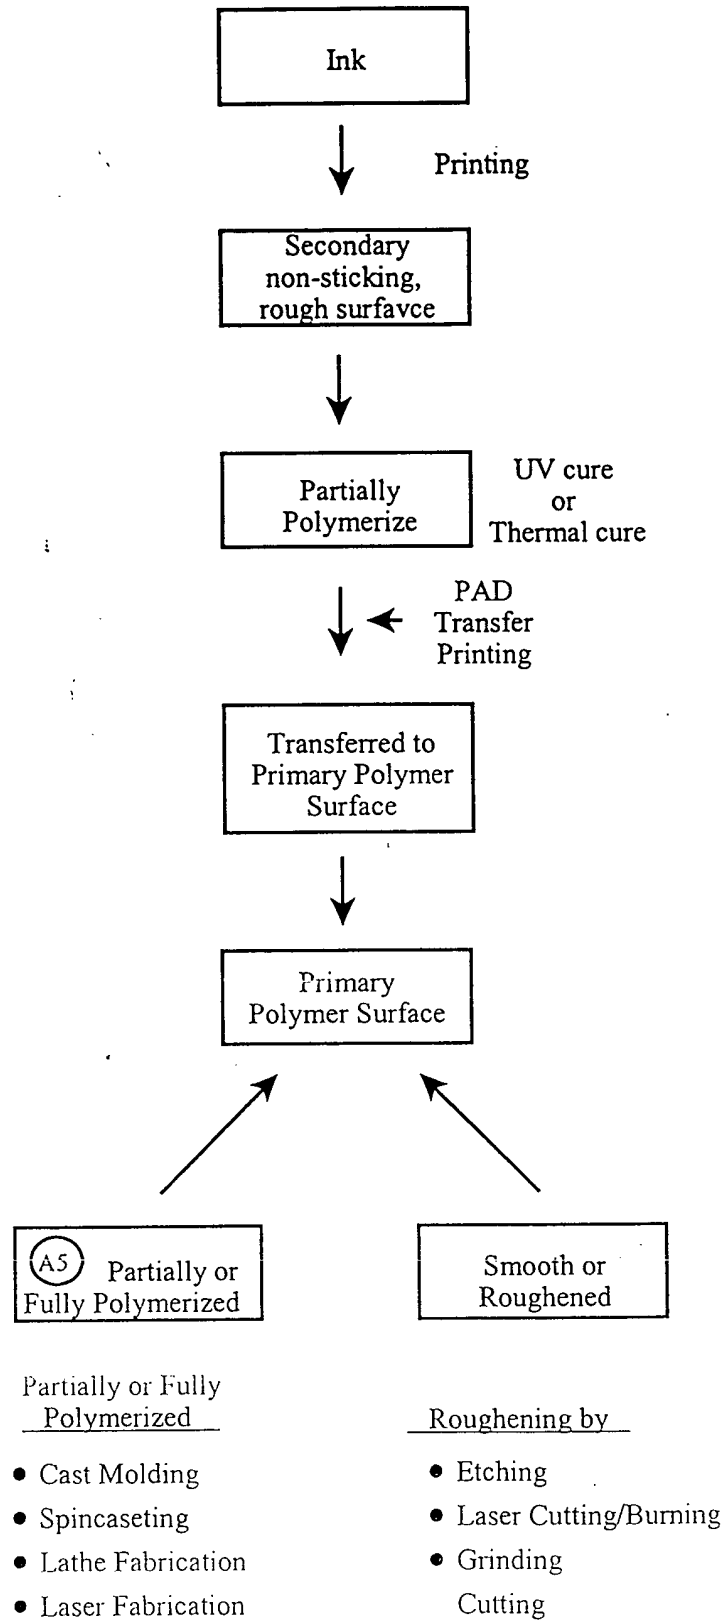 Ink
Printing
Secondary
non-sticking,
rough surfavce
Partially
Polymerize
UV cure
or
Thermal cure
PAD
Transfer
Printing
Transferred to
Primary Polymer
Surface
Primary
Polymer Surface
A5 Partially or
Fully Polymerized
Smooth or
Roughened
Partially or Fully
Polymerized
• Cast Molding
• Spincaseting
• Lathe Fabrication
• Laser Fabrication
Roughening by
• Etching
• Laser Cutting/Burning
• Grinding
Cutting